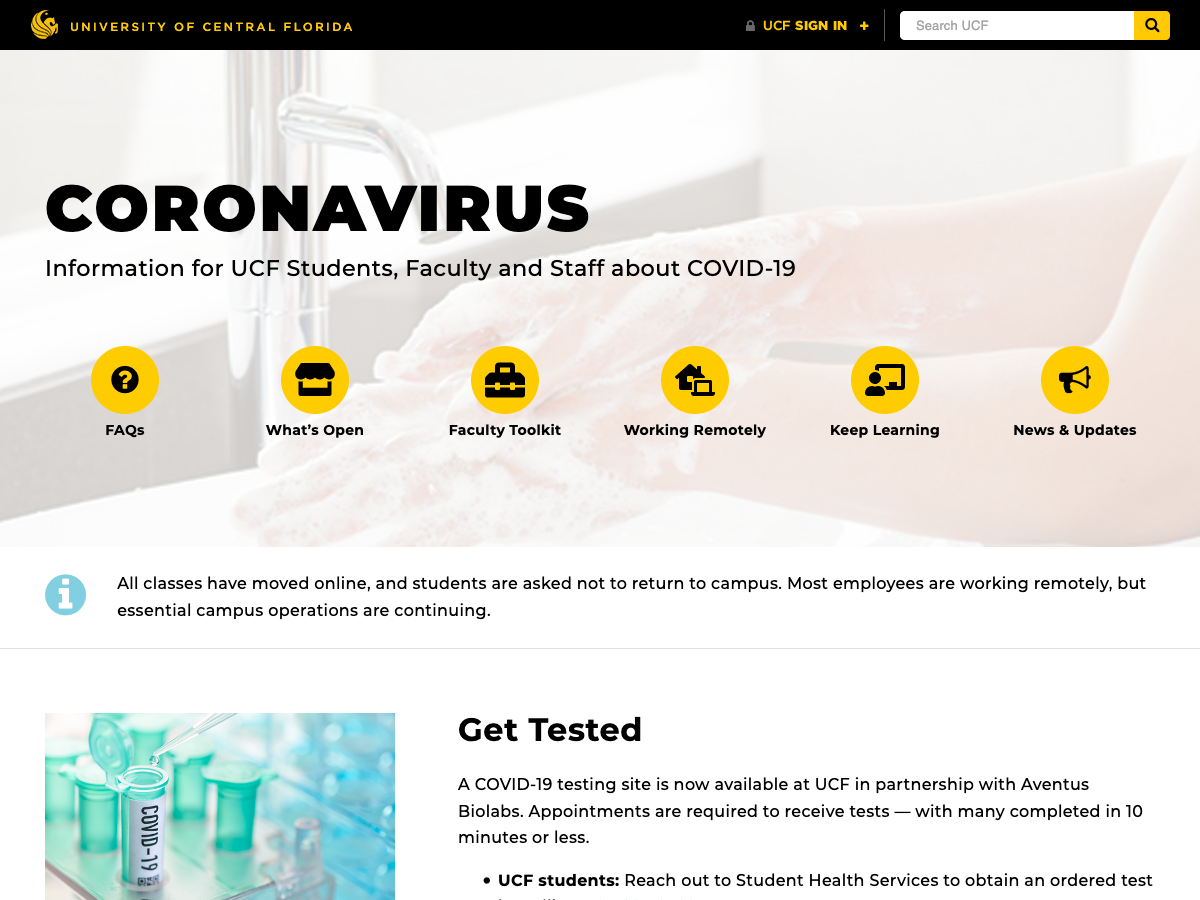 UNIVERSITY OF CENTRAL FLORIDA
UCF SIGN IN +
Search UCF
CORONAVIRUS
Information for UCF Students, Faculty and Staff about COVID-19
FAQs
What's Open
Faculty Toolkit
Working Remotely
Keep Learning
News & Updates
All classes have moved online, and students are asked not to return to campus. Most employees are working remotely, but
essential campus operations are continuing.
COVID-19
Get Tested
A COVID-19 testing site is now available at UCF in partnership with Aventus
Biolabs. Appointments are required to receive tests — with many completed in 10
minutes or less.
• UCF students: Reach out to Student Health Services to obtain an ordered test